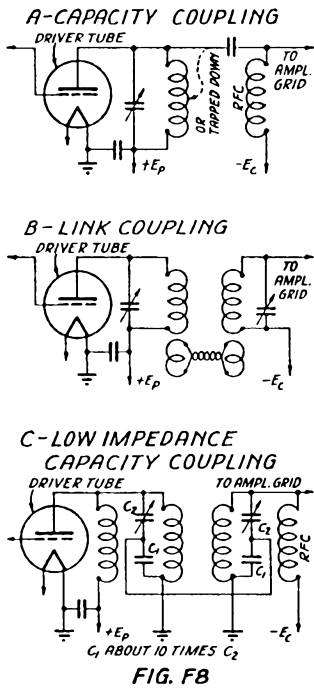 A-CAPACITY COUPLING
DRIVER TUBE
OR TAPPED DOWN
RFC
TO
AMPL.
GRID
+Ep
-Ec
B-LINK COUPLING
DRIVER TUBE
TO
AMPL.
GRID
+Ep
-Ec
C-LOW IMPEDANCE
CAPACITY COUPLING
DRIVER TUBE
TO AMPL. GRID
C2
C1
C2
C1
RFC
+Ep
-Ec
C1 ABOUT 10 TIMES C2
FIG. F8